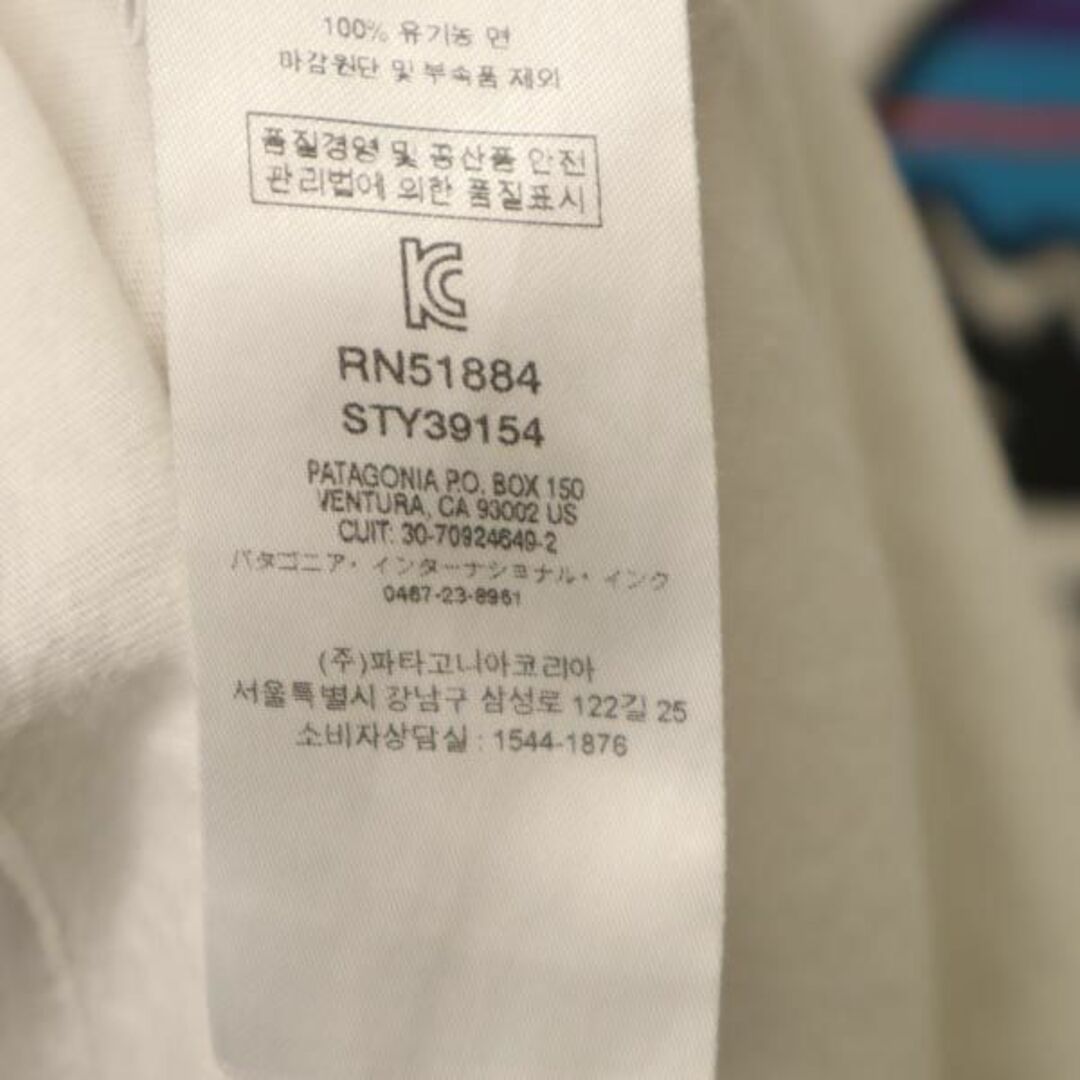 100% 유기농 면
마감원단 및 부속품 제외
품질경영 및 공산품 안전
관리법에 의한 품질표시
RN51884
STY39154
PATAGONIA P.O. BOX 150
VENTURA, CA 93002 US
CUIT: 30-70924649-2
パタゴニア・インターナショナル・インク
0467-23-8961
(주)파타고니아코리아
서울특별시 강남구 삼성로 122길 25
소비자상담실 : 1544-1876